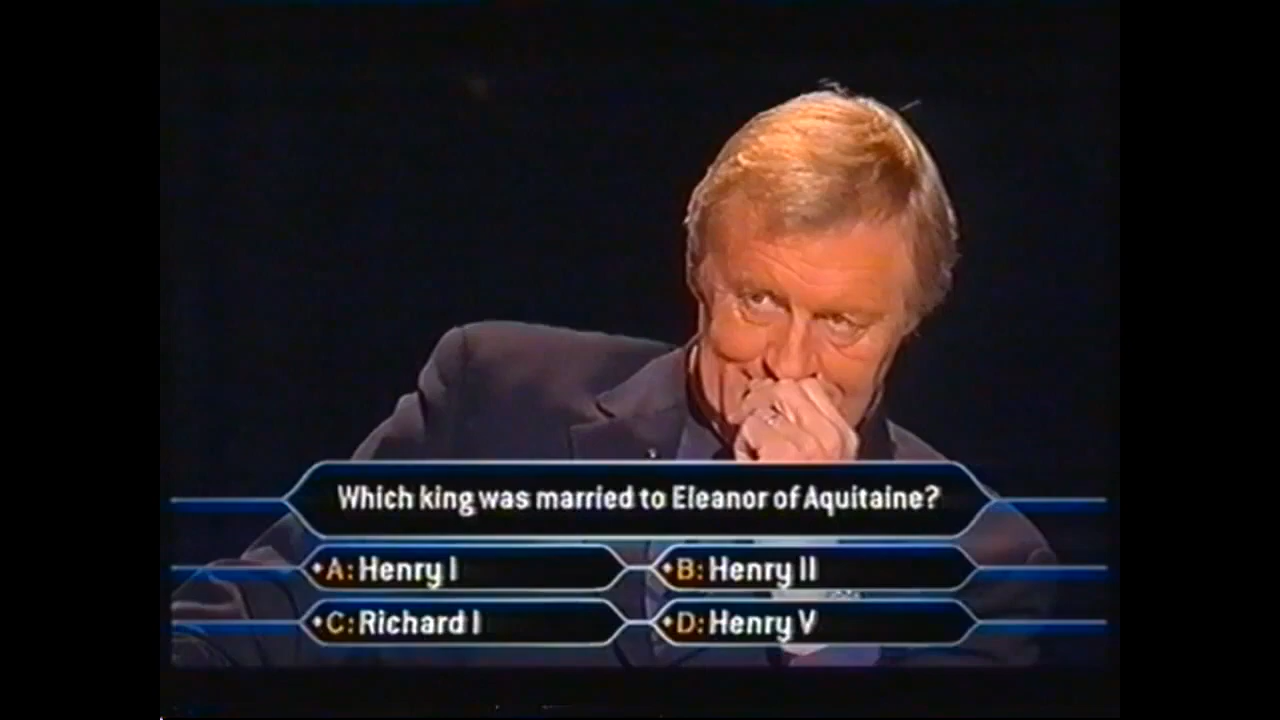 Which king was married to Eleanor of Aquitaine?
A: Henry I
B: Henry II
C: Richard I
D: Henry V